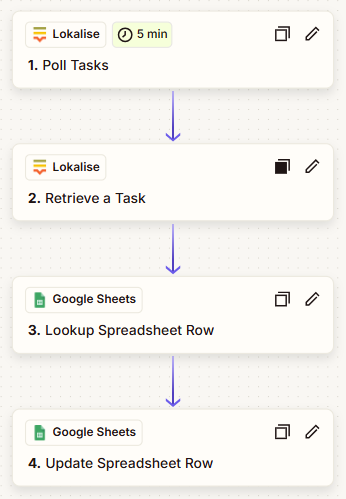 Lokalise 5 min
1. Poll Tasks
Lokalise
2. Retrieve a Task
Google Sheets
3. Lookup Spreadsheet Row
Google Sheets
4. Update Spreadsheet Row